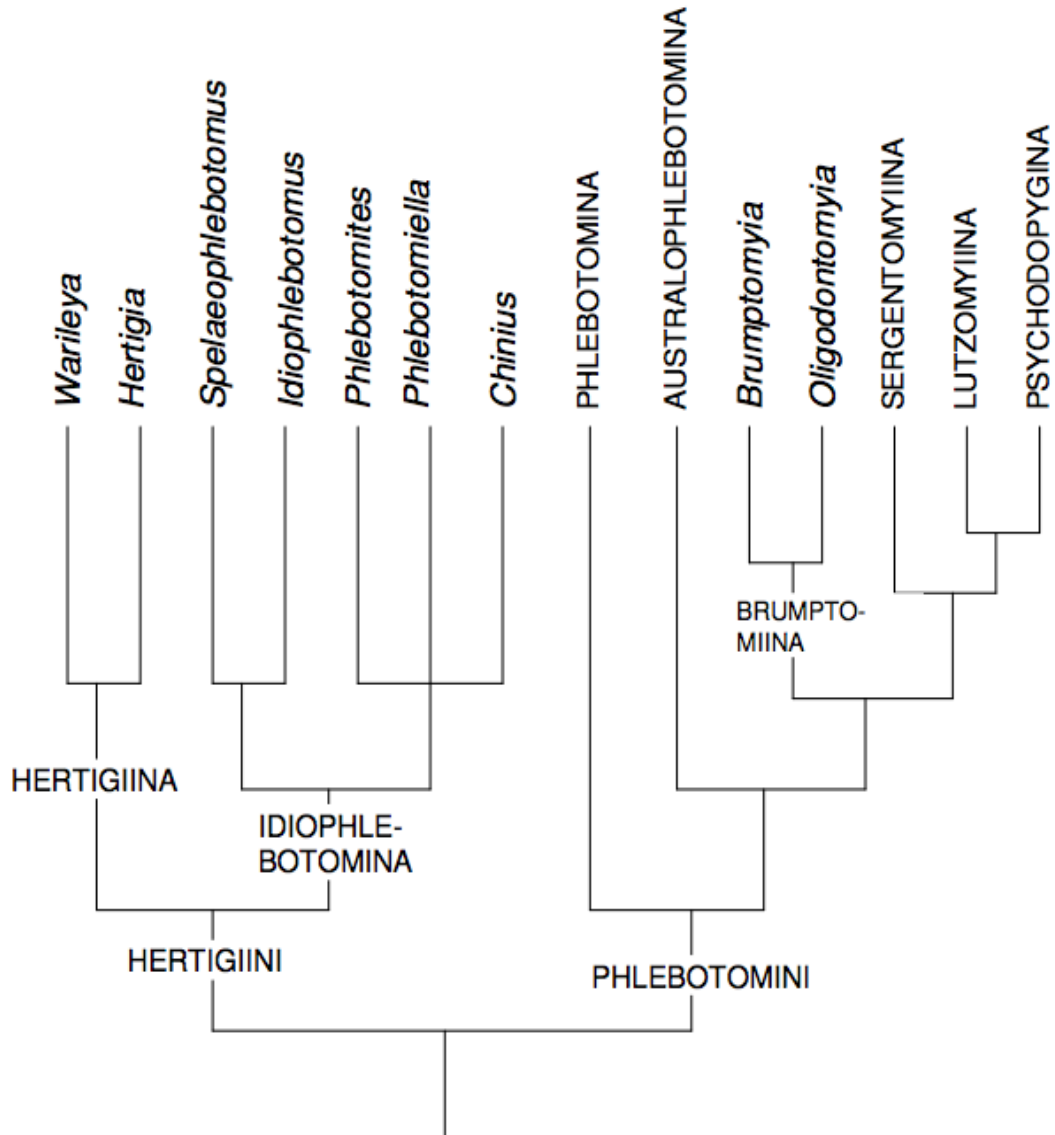 Warileya
Hertigia
Spelaeophlebotomus
Idiophlebotomus
Phlebotomites
Phlebotomiella
Chinius
PHLEBOTOMINA
AUSTRALOPHLEBOTOMINA
Brumptomyia
Oligodontomyia
SERGENTOMYIINA
LUTZOMYIINA
PSYCHODOPYGINA
BRUMPTO-
MIINA
HERTIGIINA
IDIOPHLE-
BOTOMINA
HERTIGIINI
PHLEBOTOMINI